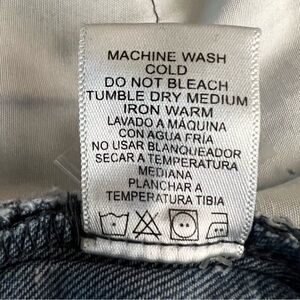 MACHINE WASH
COLD
DO NOT BLEACH
TUMBLE DRY MEDIUM
IRON WARM
LAVADO A MÁQUINA
CON AGUA FRÍA
NO USAR BLANQUEADOR
SECAR A TEMPERATURA
MEDIANA
PLANCHAR A
TEMPERATURA TIBIA